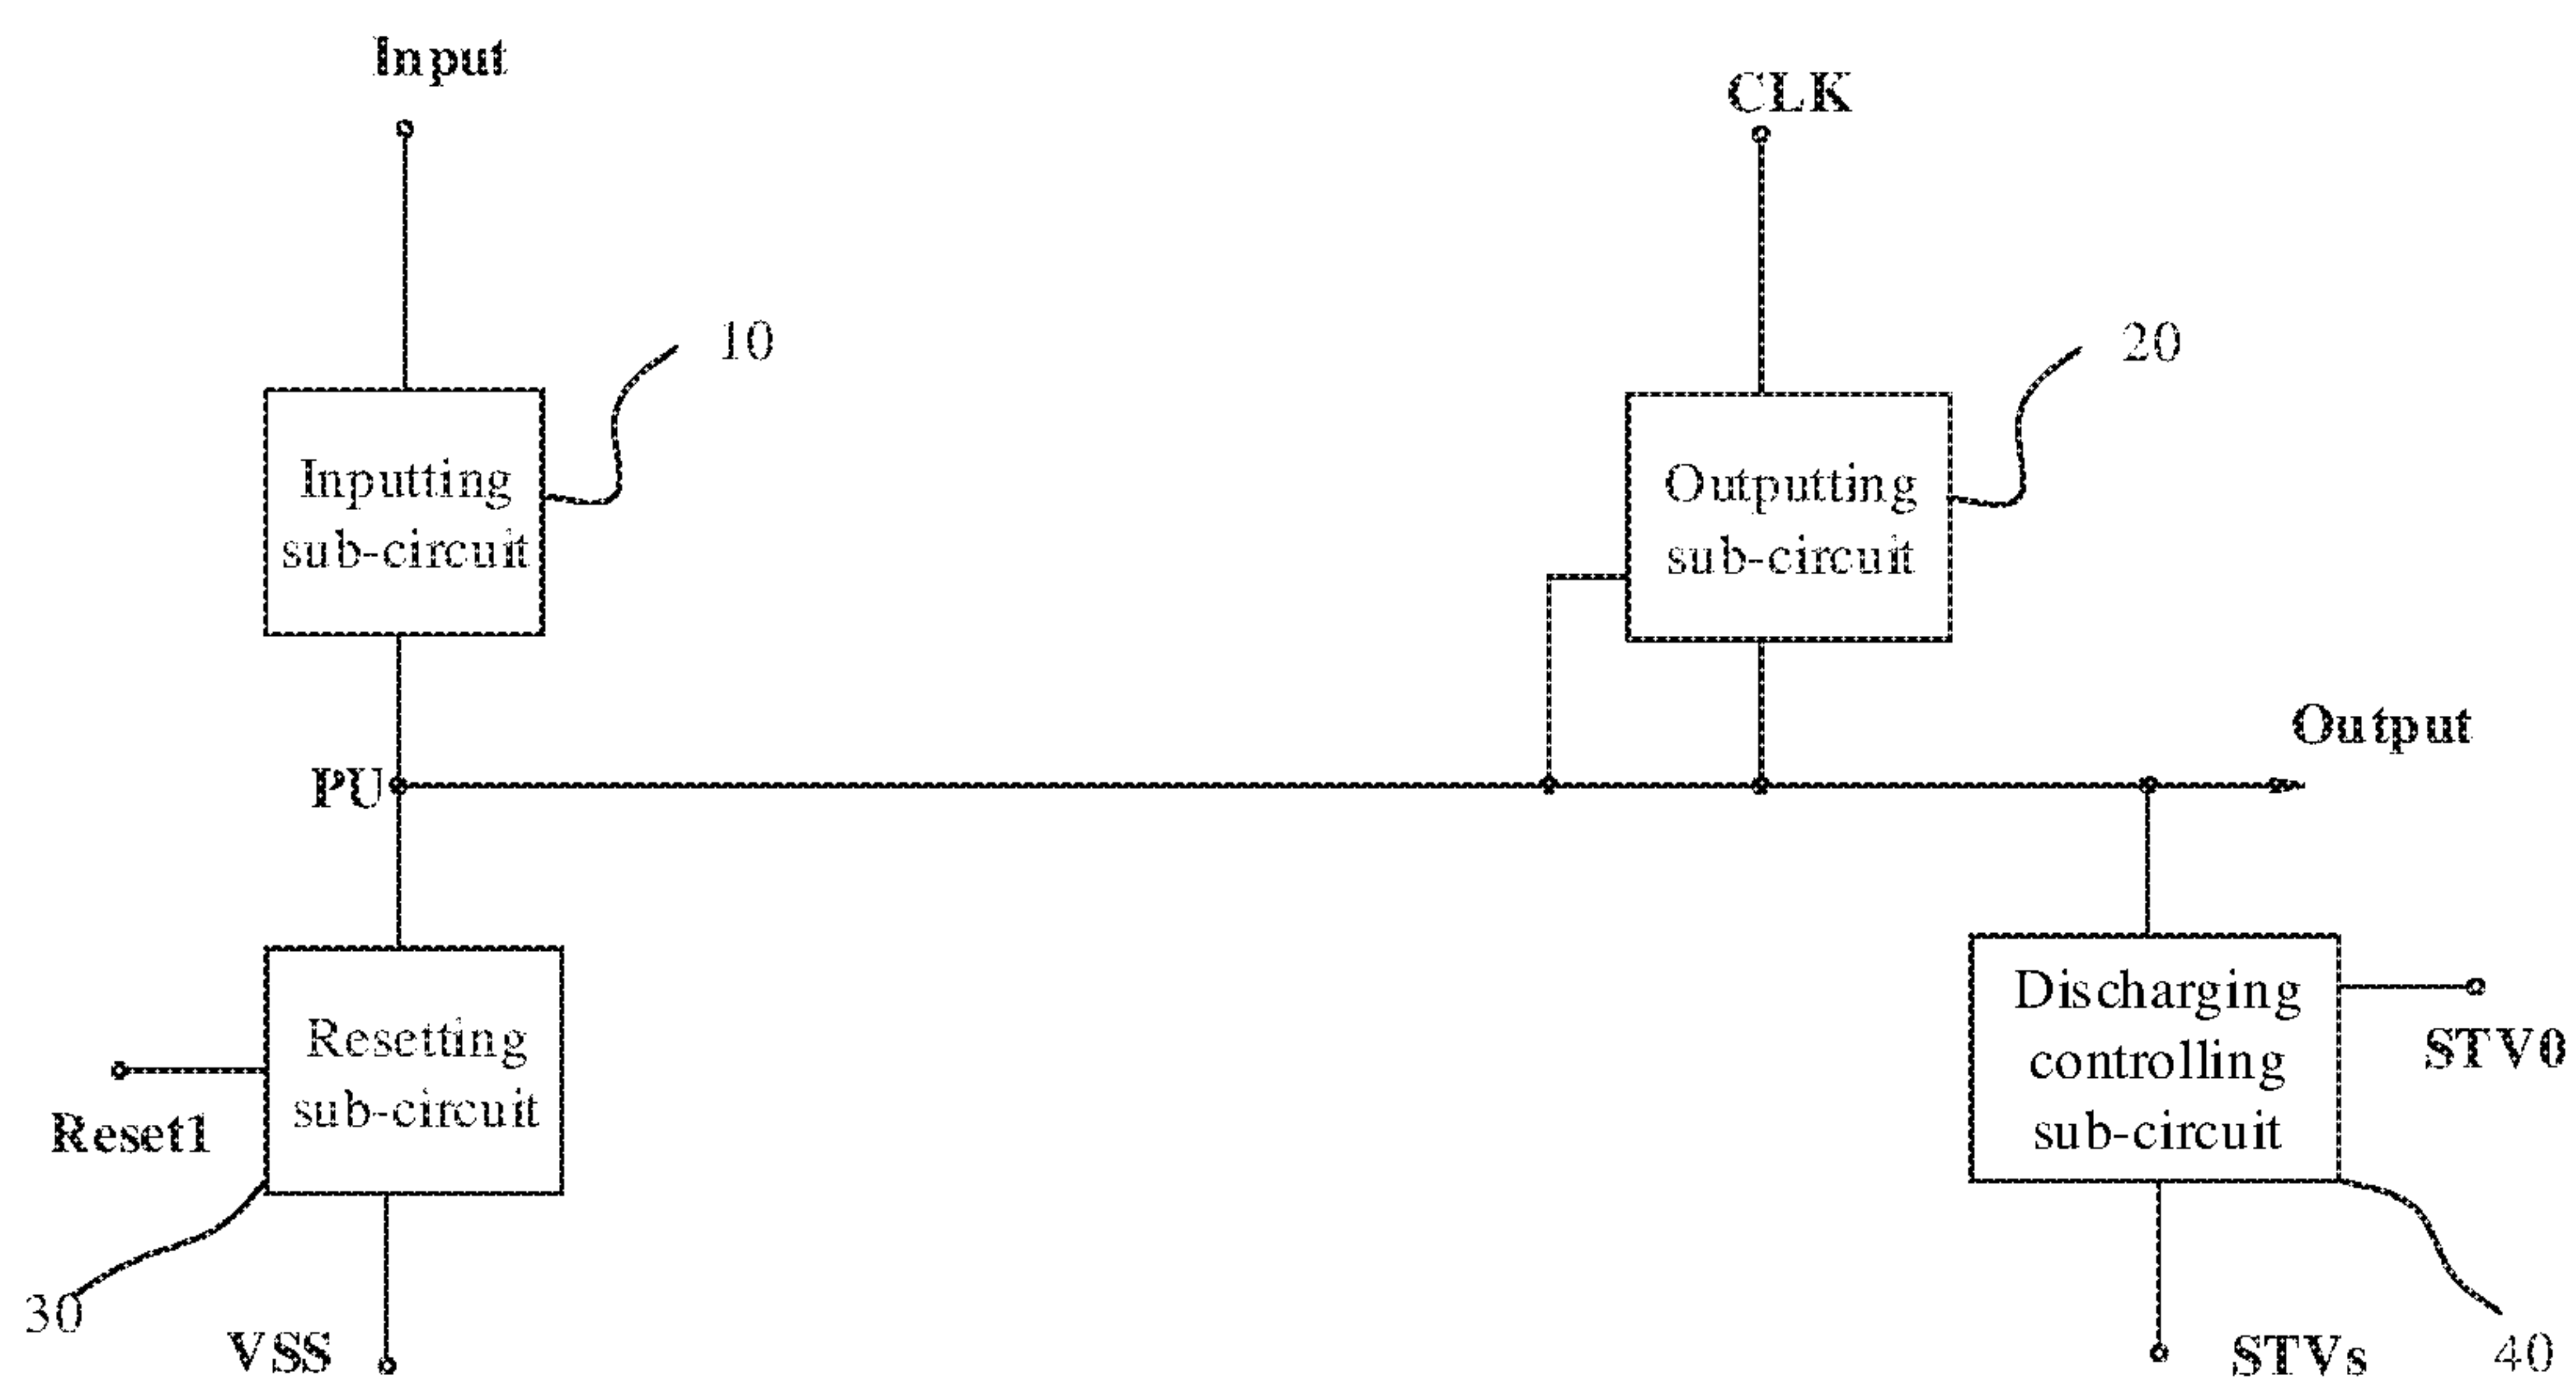 Input
CLK
10
20
Inputting
sub-circuit
Outputting
sub-circuit
Output
PU
Resetting
sub-circuit
Reset1
30
VSS
Discharging
controlling
sub-circuit
STV0
STVs
40